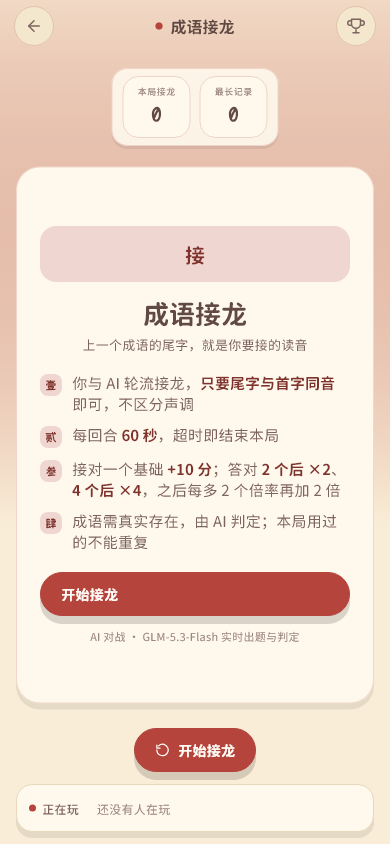 成语接龙
本局接龙
最长记录
0
0
接
成语接龙
上一个成语的尾字，就是你要接的读音
壹
你与 AI 轮流接龙，只要尾字与首字同音
即可，不区分声调
贰
每回合 60 秒，超时即结束本局
叁
接对一个基础 +10 分；答对 2 个后 ×2、
4 个后 ×4，之后每多 2 个倍率再加 2 倍
肆
成语需真实存在，由 AI 判定；本局用过
的不能重复
开始接龙
AI 对战 · GLM-5.3-Flash 实时出题与判定
开始接龙
正在玩 还没有人在玩